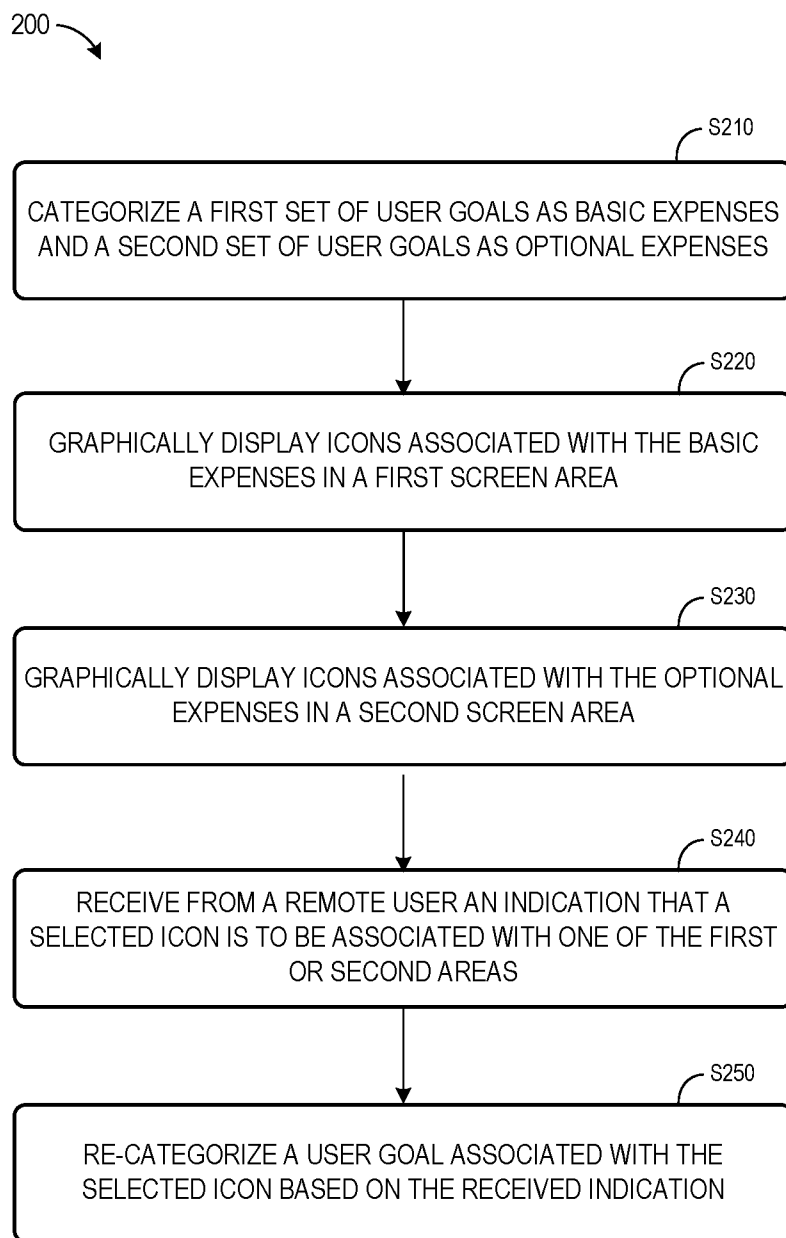 200
S210
CATEGORIZE A FIRST SET OF USER GOALS AS BASIC EXPENSES
AND A SECOND SET OF USER GOALS AS OPTIONAL EXPENSES
S220
GRAPHICALLY DISPLAY ICONS ASSOCIATED WITH THE BASIC
EXPENSES IN A FIRST SCREEN AREA
S230
GRAPHICALLY DISPLAY ICONS ASSOCIATED WITH THE OPTIONAL
EXPENSES IN A SECOND SCREEN AREA
S240
RECEIVE FROM A REMOTE USER AN INDICATION THAT A
SELECTED ICON IS TO BE ASSOCIATED WITH ONE OF THE FIRST
OR SECOND AREAS
S250
RE-CATEGORIZE A USER GOAL ASSOCIATED WITH THE
SELECTED ICON BASED ON THE RECEIVED INDICATION